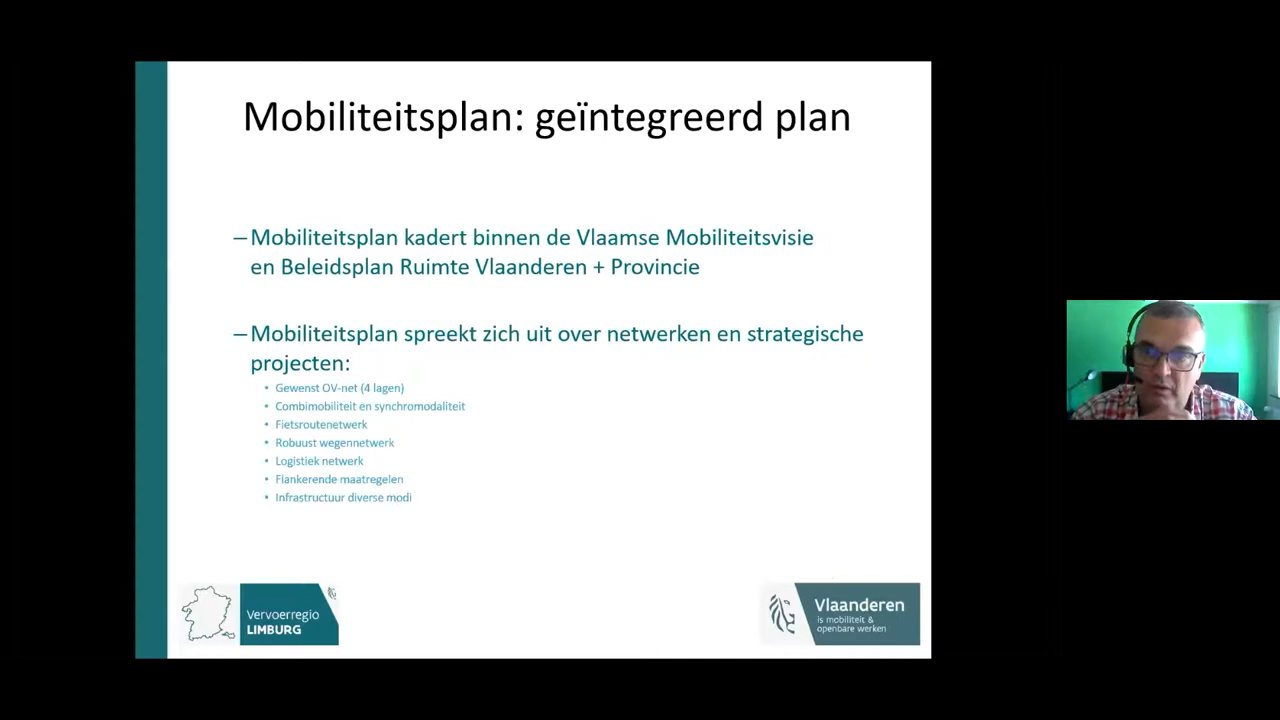 Mobiliteitsplan: geïntegreerd plan
– Mobiliteitsplan kadert binnen de Vlaamse Mobiliteitsvisie
en Beleidsplan Ruimte Vlaanderen + Provincie
– Mobiliteitsplan spreekt zich uit over netwerken en strategische
projecten:
• Gewenst OV-net (4 lagen)
• Combimobiliteit en synchromodaliteit
• Fietsroutenetwerk
• Robuust wegennetwerk
• Logistiek netwerk
• Flankerende maatregelen
• Infrastructuur diverse modi
Vervoerregio
LIMBURG
Vlaanderen
is mobiliteit &
openbare werken